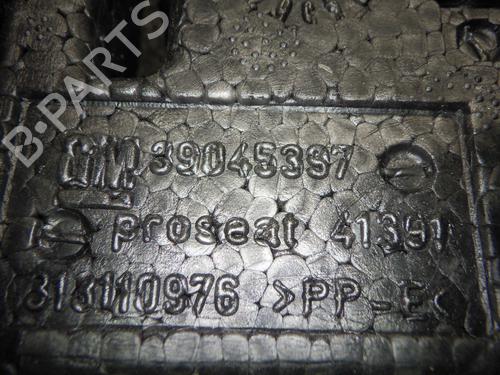 B-PARTS
GM 39045387
proseat 41391
313110976 >PP-E<